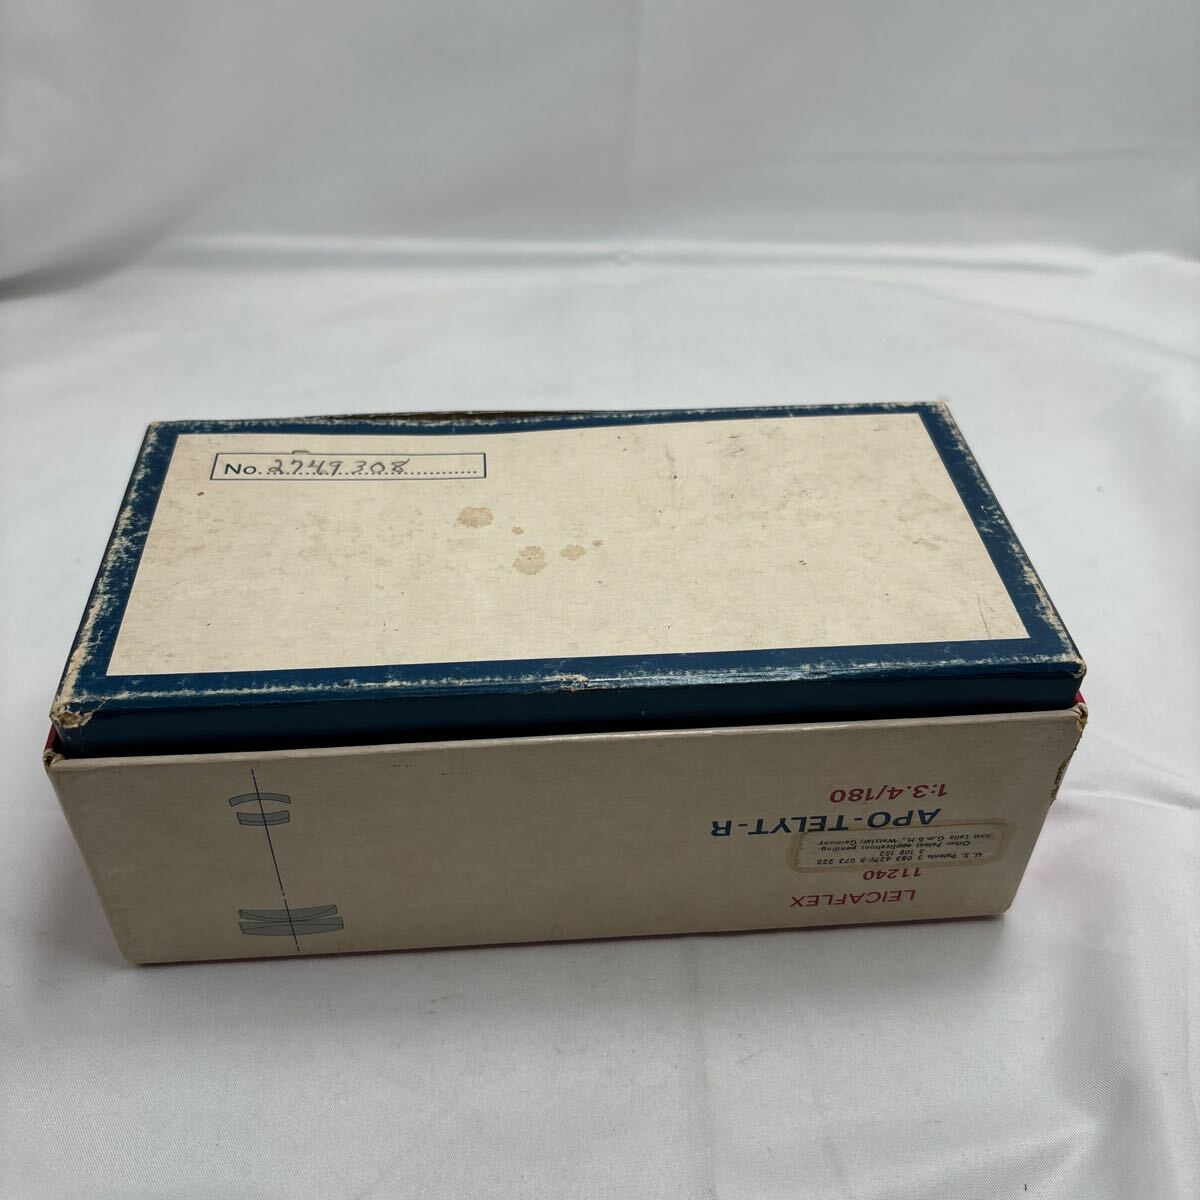 No. 2749308
LEICAFLEX
11240
U. S. Patents 3 083 627, 3 073 225
3 108 152
Other Patent applications pending.
Ernst Leitz G.m.b.H., Wetzlar, Germany
APO-TELYT-R
1:3.4/180